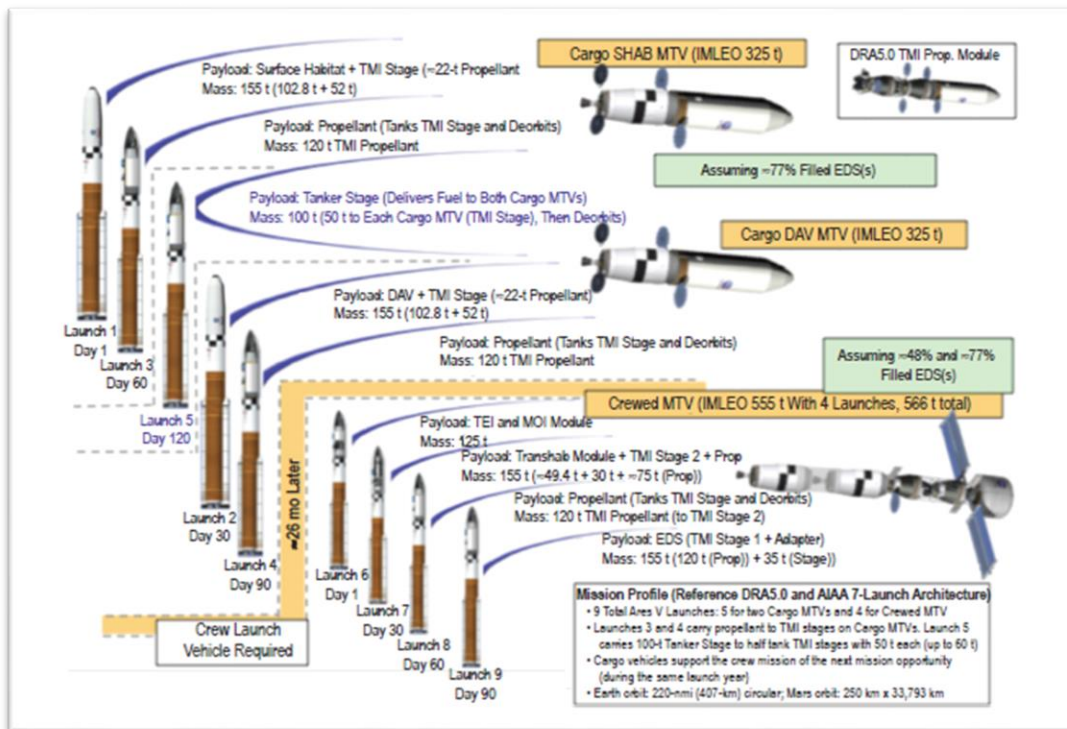 Cargo SHAB MTV (IMLEO 325 t)
DRA5.0 TMI Prop. Module
Payload: Surface Habitat + TMI Stage (≈22-t Propellant
Mass: 155 t (102.8 t + 52 t)
Payload: Propellant (Tanks TMI Stage and Deorbits)
Mass: 120 t TMI Propellant
Assuming ≈77% Filled EDS(s)
Payload: Tanker Stage (Delivers Fuel to Both Cargo MTVs)
Mass: 100 t (50 t to Each Cargo MTV (TMI Stage), Then Deorbits)
Cargo DAV MTV (IMLEO 325 t)
Payload: DAV + TMI Stage (≈22-t Propellant)
Mass: 155 t (102.8 t + 52 t)
Launch 1
Day 1
Launch 3
Day 60
Payload: Propellant (Tanks TMI Stage and Deorbits)
Mass: 120 t TMI Propellant
Assuming ≈48% and ≈77%
Filled EDS(s)
Launch 5
Day 120
Crewed MTV (IMLEO 555 t With 4 Launches, 566 t total)
Payload: TEI and MOI Module
Mass: 125 t
Payload: Transhab Module + TMI Stage 2 + Prop
Mass: 155 t (≈49.4 t + 30 t + ≈75 t (Prop))
Payload: Propellant (Tanks TMI Stage and Deorbits)
Mass: 120 t TMI Propellant (to TMI Stage 2)
Payload: EDS (TMI Stage 1 + Adapter)
Mass: 155 t (120 t (Prop)) + 35 t (Stage))
≈26 mo Later
Launch 2
Day 30
Launch 4
Day 90
Launch 6
Day 1
Launch 7
Day 30
Launch 8
Day 60
Launch 9
Day 90
Crew Launch
Vehicle Required
Mission Profile (Reference DRA5.0 and AIAA 7-Launch Architecture)
• 9 Total Ares V Launches: 5 for two Cargo MTVs and 4 for Crewed MTV
• Launches 3 and 4 carry propellant to TMI stages on Cargo MTVs. Launch 5
carries 100-t Tanker Stage to half tank TMI stages with 50 t each (up to 60 t)
• Cargo vehicles support the crew mission of the next mission opportunity
(during the same launch year)
• Earth orbit: 220-nmi (407-km) circular; Mars orbit: 250 km x 33,793 km